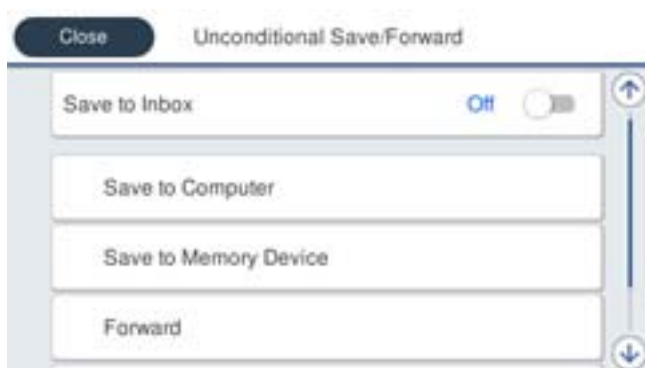 Close
Unconditional Save/Forward
Save to Inbox
Off
Save to Computer
Save to Memory Device
Forward